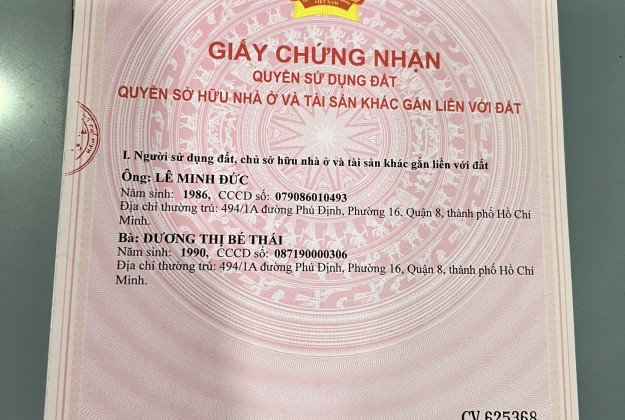 VIỆT NAM
GIẤY CHỨNG NHẬN
QUYỀN SỬ DỤNG ĐẤT
QUYỀN SỞ HỮU NHÀ Ở VÀ TÀI SẢN KHÁC GẮN LIỀN VỚI ĐẤT
I. Người sử dụng đất, chủ sở hữu nhà ở và tài sản khác gắn liền với đất
Ông: LÊ MINH ĐỨC
Năm sinh: 1986, CCCD số: 079086010493
Địa chỉ thường trú: 494/1A đường Phú Định, Phường 16, Quận 8, thành phố Hồ Chí
Minh.
Bà: DƯƠNG THỊ BÉ THÁI
Năm sinh: 1990, CCCD số: 087190000306
Địa chỉ thường trú: 494/1A đường Phú Định, Phường 16, Quận 8, thành phố Hồ Chí
Minh.
CV 625368